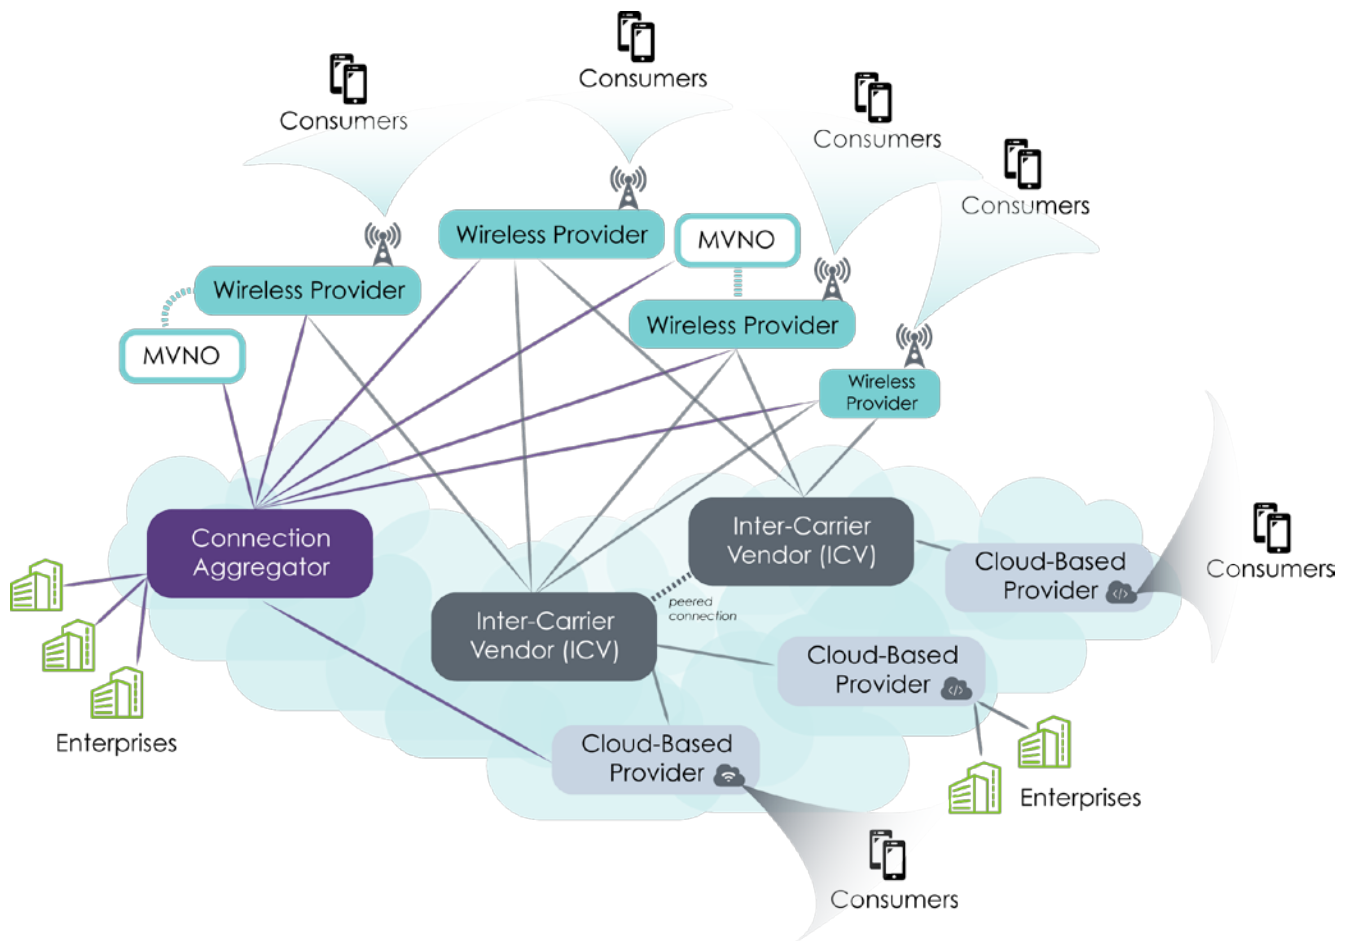 Consumers
Consumers
Consumers
Consumers
Wireless Provider
MVNO
Wireless Provider
Wireless Provider
MVNO
Wireless
Provider
Connection
Aggregator
Inter-Carrier
Vendor (ICV)
Cloud-Based
Provider
Consumers
peered
connection
Inter-Carrier
Vendor (ICV)
Cloud-Based
Provider
Enterprises
Cloud-Based
Provider
Enterprises
Consumers